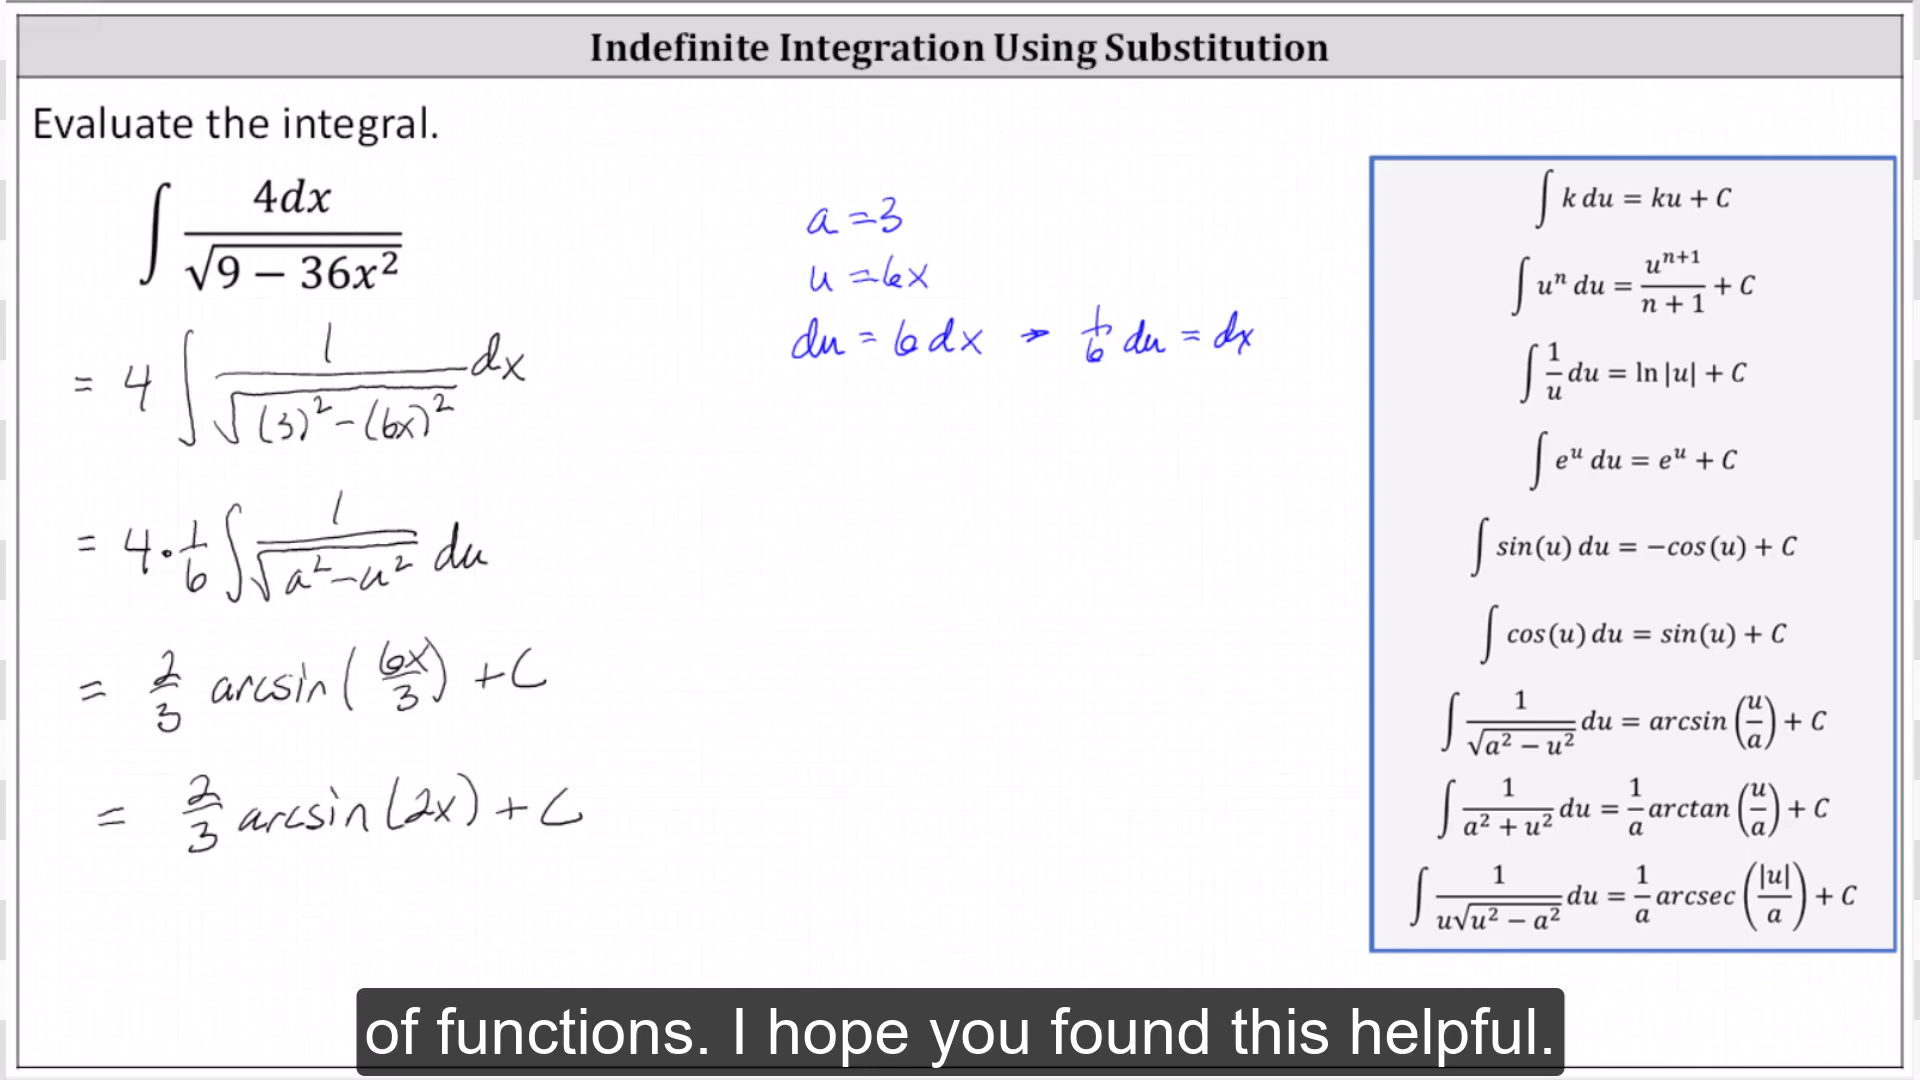 Indefinite Integration Using Substitution
Evaluate the integral.
∫ 4dx / √(9 − 36x²)
= 4 ∫ 1 / √((3)² − (6x)²) dx
= 4 · 1/6 ∫ 1 / √(a² − u²) du
= 2/3 arcsin(6x/3) + C
= 2/3 arcsin(2x) + C
a = 3
u = 6x
du = 6 dx → 1/6 du = dx
∫ k du = ku + C
∫ uⁿ du = uⁿ⁺¹/(n + 1) + C
∫ 1/u du = ln|u| + C
∫ eᵘ du = eᵘ + C
∫ sin(u) du = −cos(u) + C
∫ cos(u) du = sin(u) + C
∫ 1/√(a² − u²) du = arcsin(u/a) + C
∫ 1/(a² + u²) du = 1/a arctan(u/a) + C
∫ 1/(u√(u² − a²)) du = 1/a arcsec(|u|/a) + C
of functions. I hope you found this helpful.